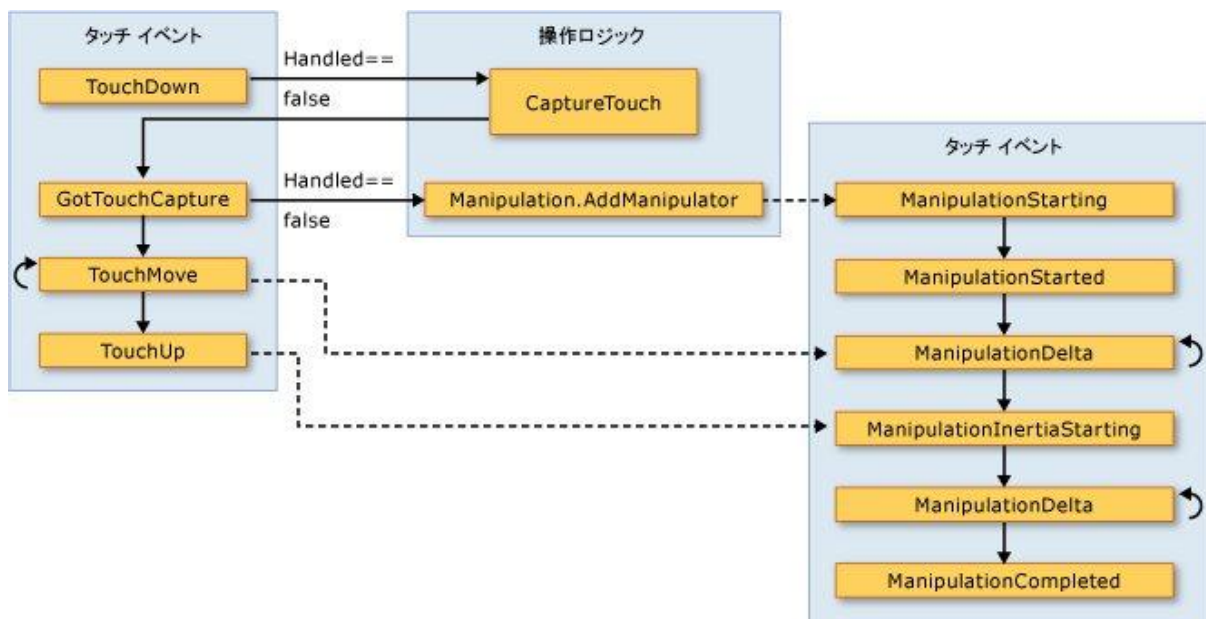 タッチ イベント
TouchDown
Handled==
false
GotTouchCapture
Handled==
false
TouchMove
TouchUp
操作ロジック
CaptureTouch
Manipulation.AddManipulator
タッチ イベント
ManipulationStarting
ManipulationStarted
ManipulationDelta
ManipulationInertiaStarting
ManipulationDelta
ManipulationCompleted